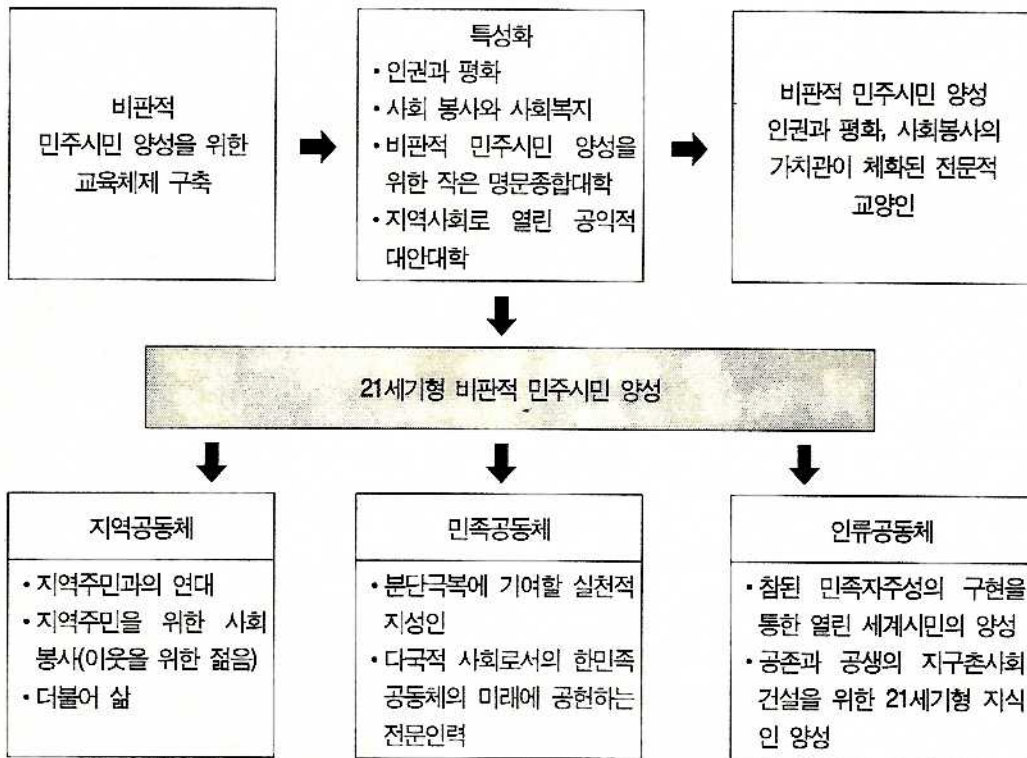 비판적
민주시민 양성을 위한
교육체제 구축
특성화
• 인권과 평화
• 사회 봉사와 사회복지
• 비판적 민주시민 양성을
위한 작은 명문종합대학
• 지역사회로 열린 공익적
대안대학
비판적 민주시민 양성
인권과 평화, 사회봉사의
가치관이 체화된 전문적
교양인
21세기형 비판적 민주시민 양성
지역공동체
• 지역주민과의 연대
• 지역주민을 위한 사회
봉사(이웃을 위한 젊음)
• 더불어 삶
민족공동체
• 분단극복에 기여할 실천적
지성인
• 다국적 사회로서의 한민족
공동체의 미래에 공헌하는
전문인력
인류공동체
• 참된 민족자주성의 구현을
통한 열린 세계시민의 양성
• 공존과 공생의 지구촌사회
건설을 위한 21세기형 지식
인 양성